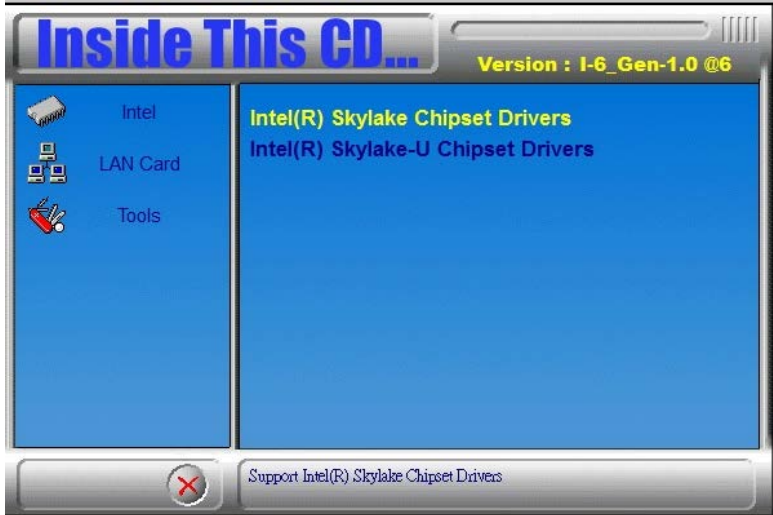 Inside This CD...
Version : I-6_Gen-1.0 @6
Intel
LAN Card
Tools
Intel(R) Skylake Chipset Drivers
Intel(R) Skylake-U Chipset Drivers
Support Intel(R) Skylake Chipset Drivers